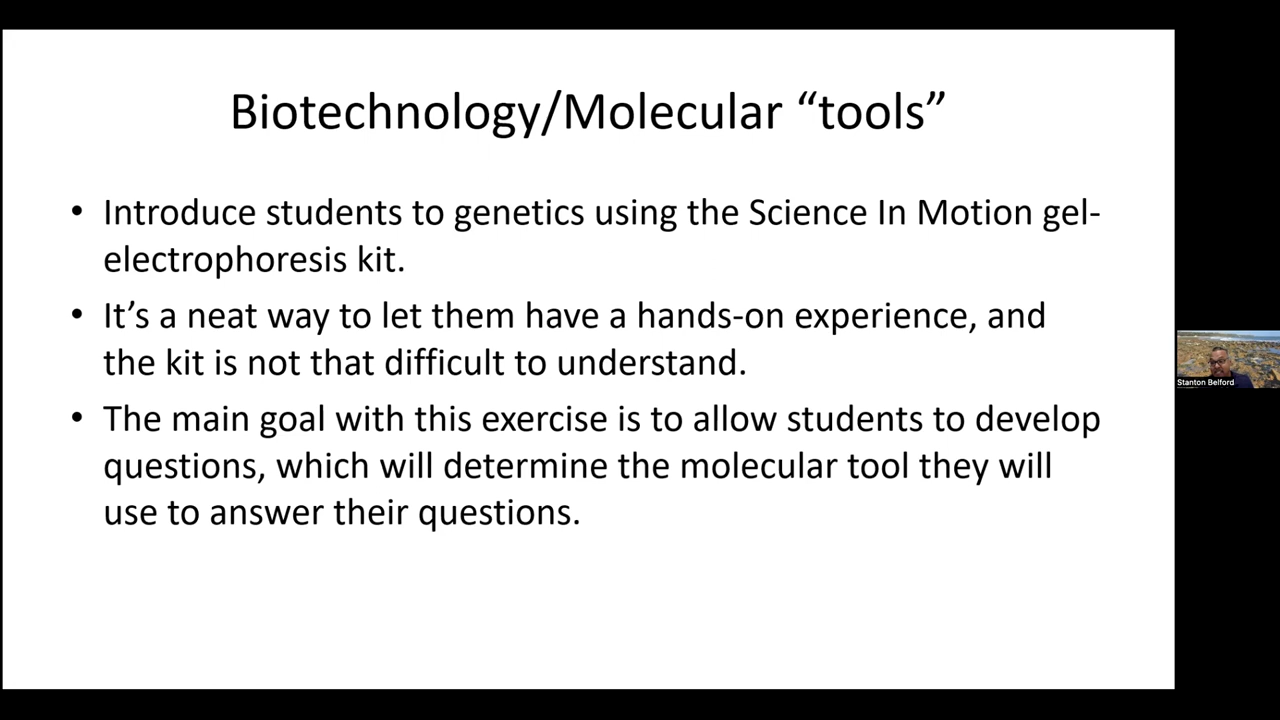 Biotechnology/Molecular “tools”
• Introduce students to genetics using the Science In Motion gel-
electrophoresis kit.
• It’s a neat way to let them have a hands-on experience, and
the kit is not that difficult to understand.
• The main goal with this exercise is to allow students to develop
questions, which will determine the molecular tool they will
use to answer their questions.
Stanton Belford